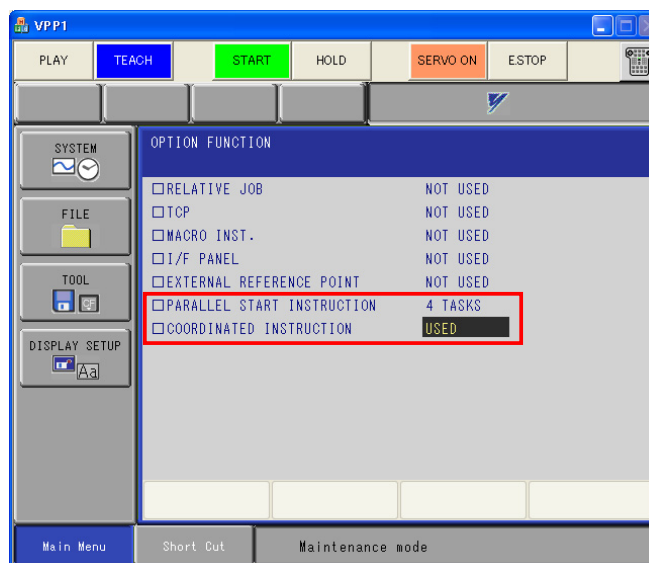 VPP1
PLAY TEACH START HOLD SERVO ON E.STOP
SYSTEM
FILE
TOOL
CF
DISPLAY SETUP
Aa
OPTION FUNCTION
RELATIVE JOB NOT USED
TCP NOT USED
MACRO INST. NOT USED
I/F PANEL NOT USED
EXTERNAL REFERENCE POINT NOT USED
PARALLEL START INSTRUCTION 4 TASKS
COORDINATED INSTRUCTION USED
Main Menu Short Cut Maintenance mode